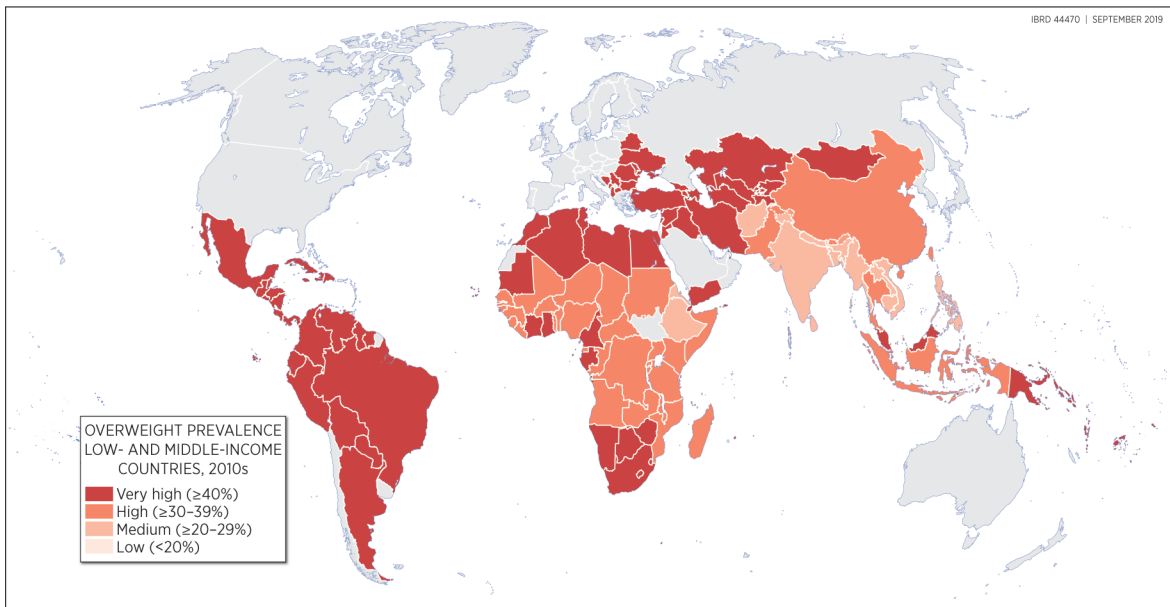 IBRD 44470 | SEPTEMBER 2019
OVERWEIGHT PREVALENCE
LOW- AND MIDDLE-INCOME
COUNTRIES, 2010s
Very high (≥40%)
High (≥30–39%)
Medium (≥20–29%)
Low (<20%)